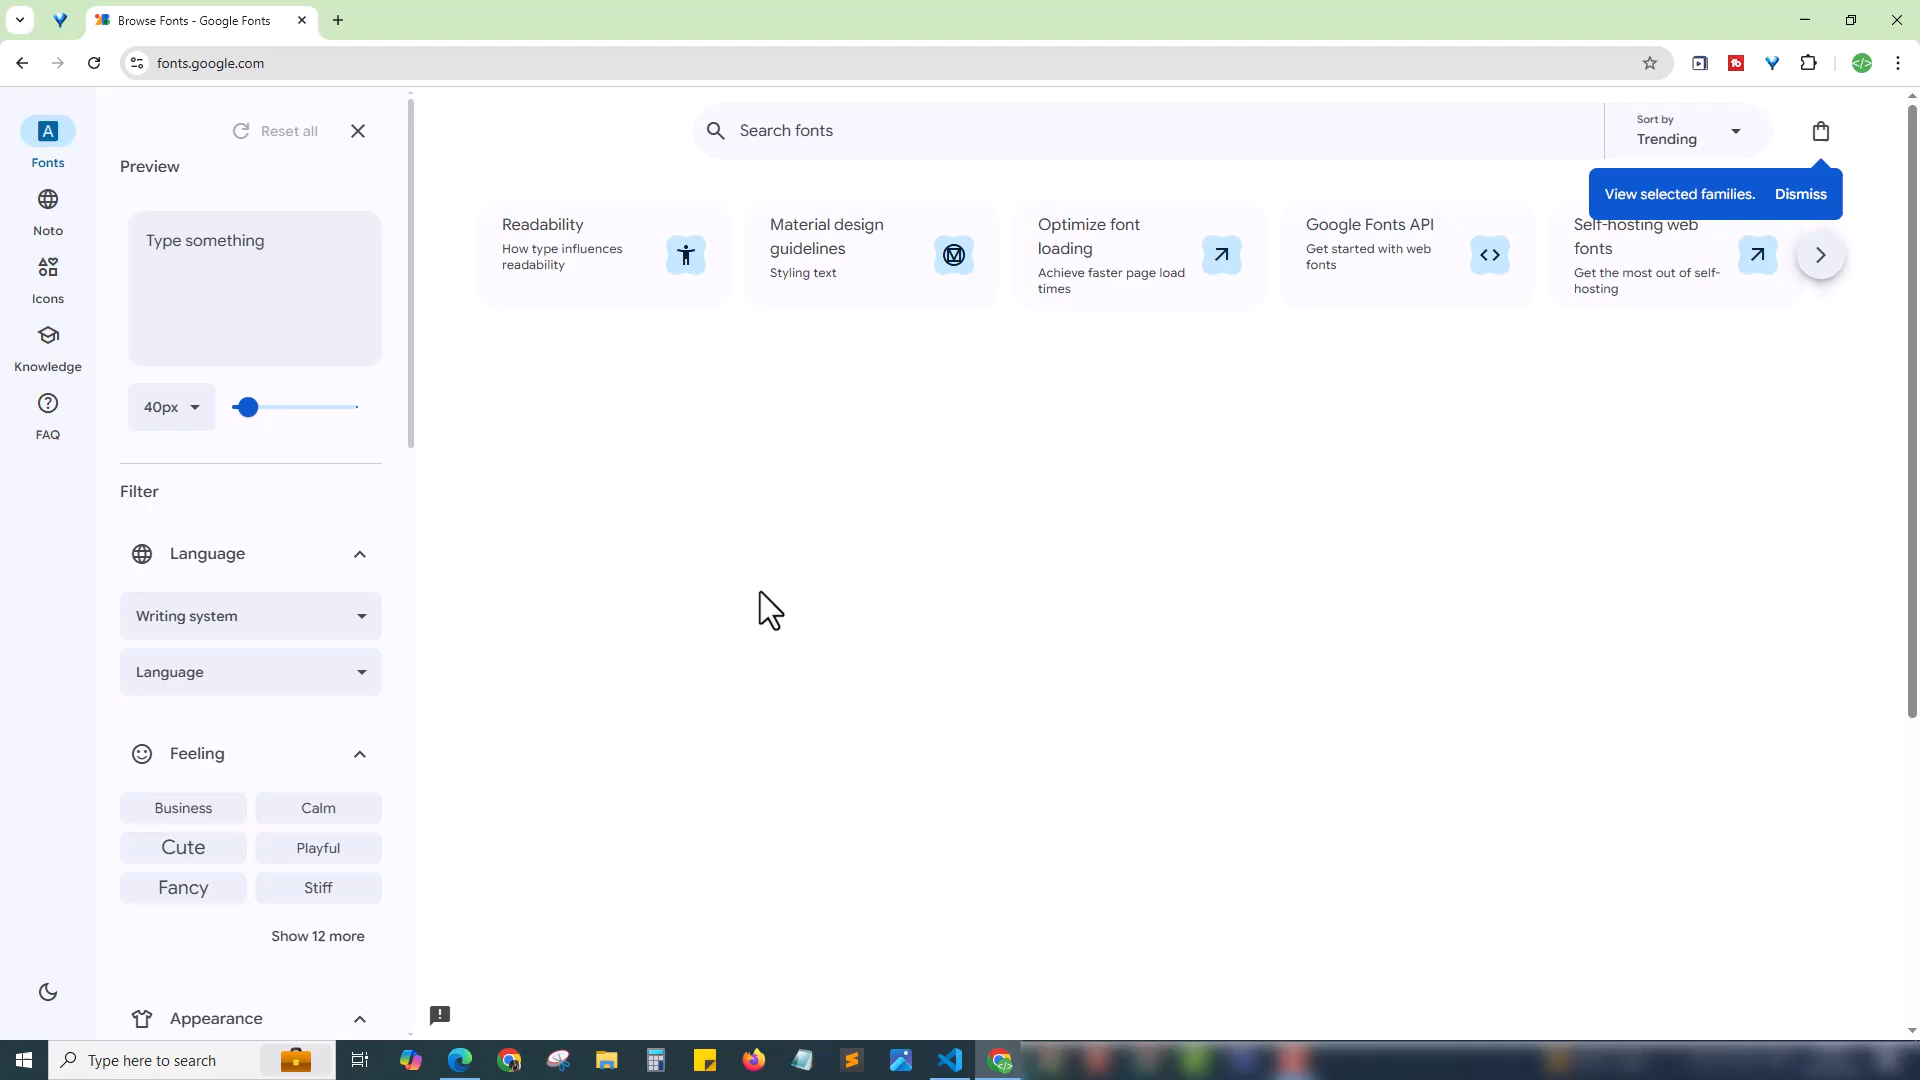 Browse Fonts - Google Fonts
fonts.google.com
A
Fonts
Noto
Icons
Knowledge
FAQ
Reset all
Preview
Type something
40px
Filter
Language
Writing system
Language
Feeling
Business
Calm
Cute
Playful
Fancy
Stiff
Show 12 more
Appearance
Search fonts
Sort by
Trending
View selected families.
Dismiss
Readability
How type influences
readability
Material design
guidelines
Styling text
Optimize font
loading
Achieve faster page load
times
Google Fonts API
Get started with web
fonts
Self-hosting web
fonts
Get the most out of self-
hosting
Type here to search